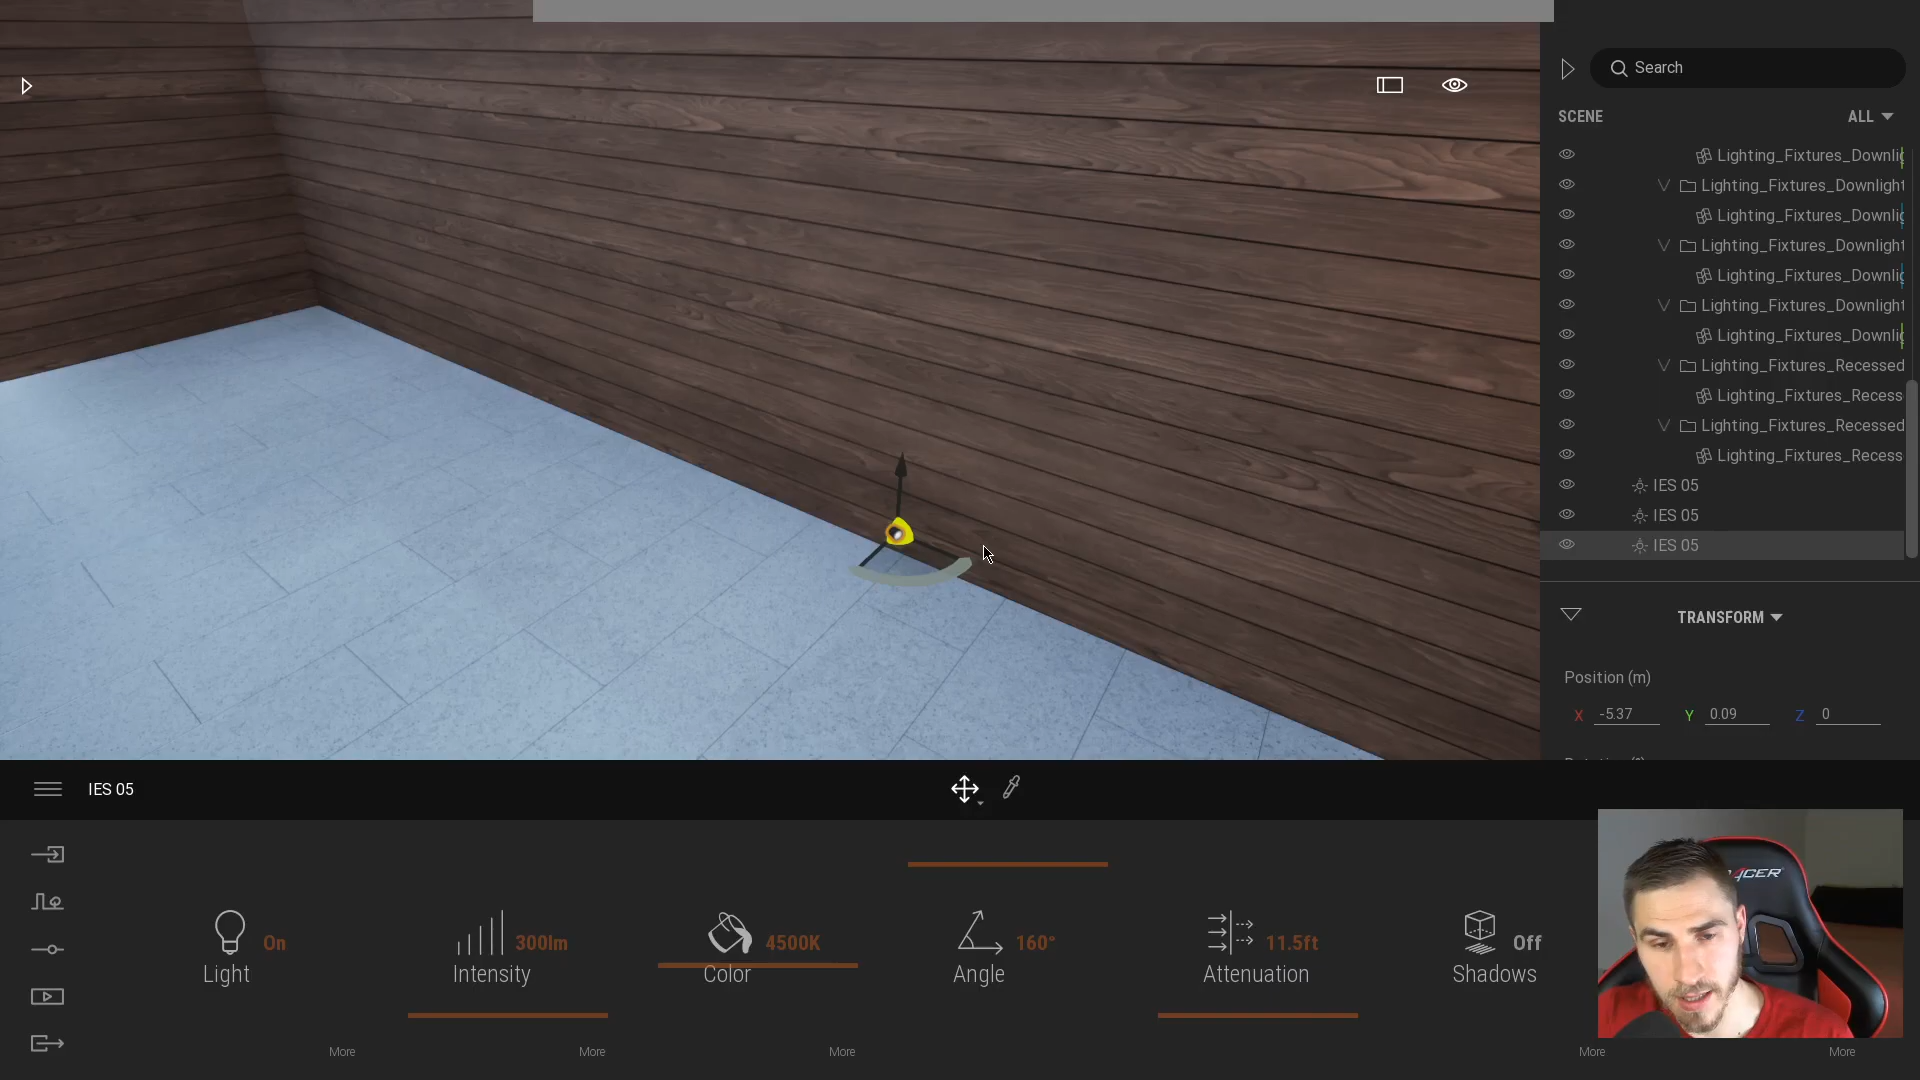 Search
SCENE
ALL
Lighting_Fixtures_Downlig
Lighting_Fixtures_Downlight
Lighting_Fixtures_Downlig
Lighting_Fixtures_Downlight
Lighting_Fixtures_Downlig
Lighting_Fixtures_Downlight
Lighting_Fixtures_Downlig
Lighting_Fixtures_Recessed
Lighting_Fixtures_Recess
Lighting_Fixtures_Recessed
Lighting_Fixtures_Recess
IES 05
IES 05
IES 05
TRANSFORM
Position (m)
X -5.37 Y 0.09 Z 0
IES 05
On
Light
300lm
Intensity
4500K
Color
160°
Angle
11.5ft
Attenuation
Off
Shadows
More More More More More